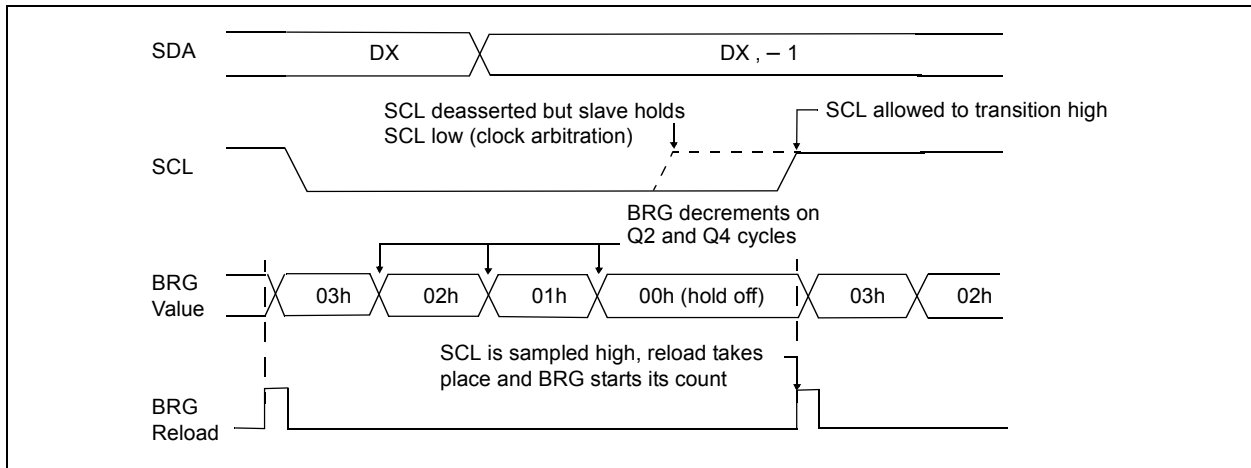 SDA
DX
DX , – 1
SCL deasserted but slave holds
SCL low (clock arbitration)
SCL allowed to transition high
SCL
BRG decrements on
Q2 and Q4 cycles
BRG
Value
03h
02h
01h
00h (hold off)
03h
02h
SCL is sampled high, reload takes
place and BRG starts its count
BRG
Reload